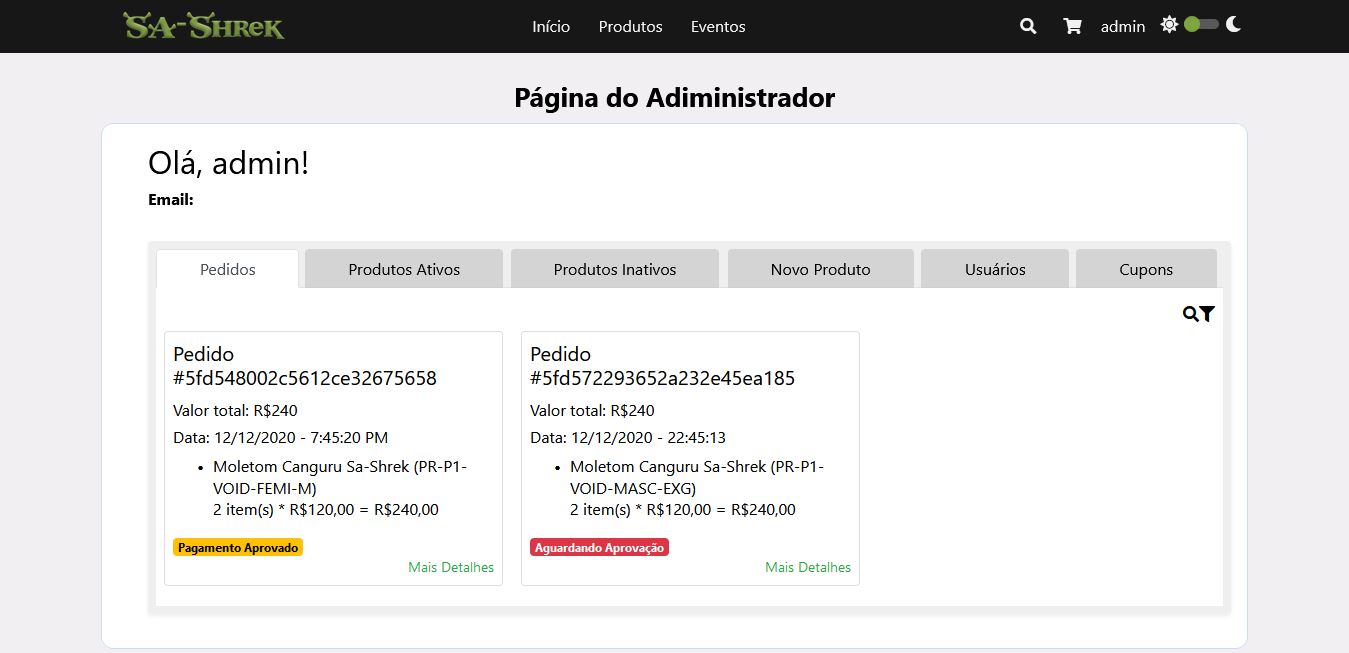 SA-SHREK
Início Produtos Eventos admin
Página do Adiministrador
Olá, admin!
Email:
Pedidos Produtos Ativos Produtos Inativos Novo Produto Usuários Cupons
Pedido
#5fd548002c5612ce32675658
Valor total: R$240
Data: 12/12/2020 - 7:45:20 PM
• Moletom Canguru Sa-Shrek (PR-P1-
VOID-FEMI-M)
2 item(s) * R$120,00 = R$240,00
Pagamento Aprovado
Mais Detalhes
Pedido
#5fd572293652a232e45ea185
Valor total: R$240
Data: 12/12/2020 - 22:45:13
• Moletom Canguru Sa-Shrek (PR-P1-
VOID-MASC-EXG)
2 item(s) * R$120,00 = R$240,00
Aguardando Aprovação
Mais Detalhes